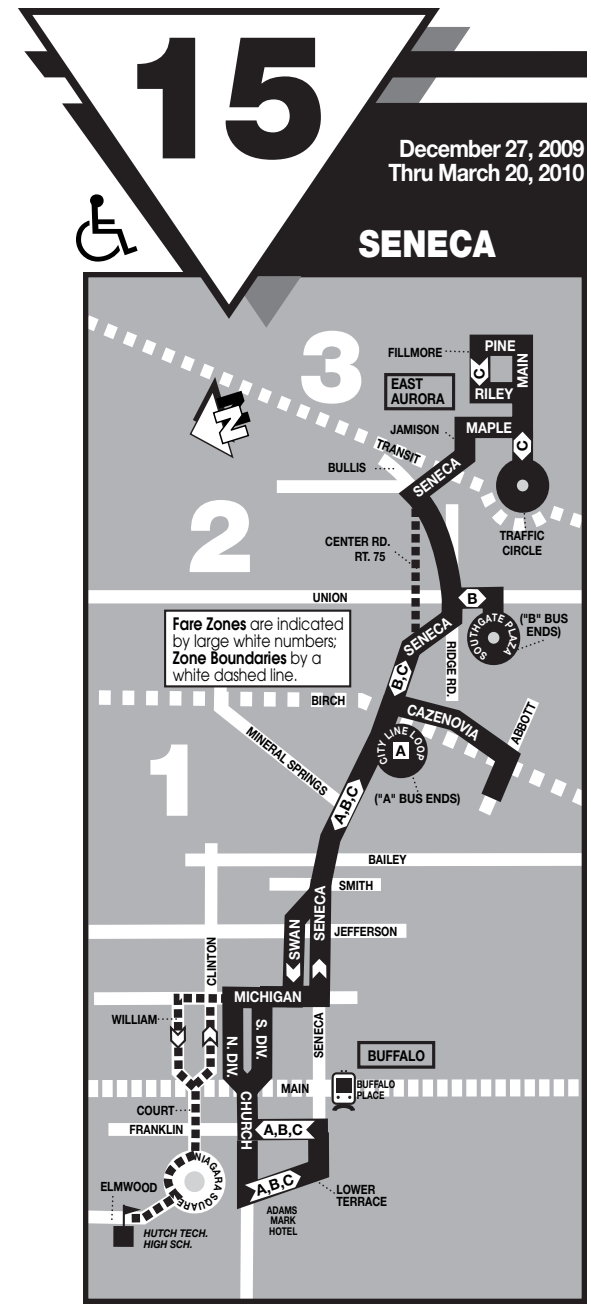 15
December 27, 2009
Thru March 20, 2010
SENECA
3
FILLMORE
PINE
MAIN
C
RILEY
EAST
AURORA
MAPLE
JAMISON
C
TRANSIT
BULLIS
SENECA
2
TRAFFIC
CIRCLE
CENTER RD.
RT. 75
N
UNION
B
SOUTHGATE PLAZA
("B" BUS
ENDS)
Fare Zones are indicated
by large white numbers;
Zone Boundaries by a
white dashed line.
SENECA
RIDGE RD.
B,C
BIRCH
CAZENOVIA
ABBOTT
MINERAL SPRINGS
CITY LINE LOOP
A
1
("A" BUS ENDS)
A,B,C
BAILEY
SMITH
SENECA
SWAN
JEFFERSON
CLINTON
MICHIGAN
WILLIAM
N. DIV.
S. DIV.
SENECA
BUFFALO
MAIN
BUFFALO
PLACE
COURT
CHURCH
FRANKLIN
A,B,C
NIAGARA SQUARE
ELMWOOD
A,B,C
LOWER
TERRACE
ADAMS
MARK
HOTEL
HUTCH TECH.
HIGH SCH.